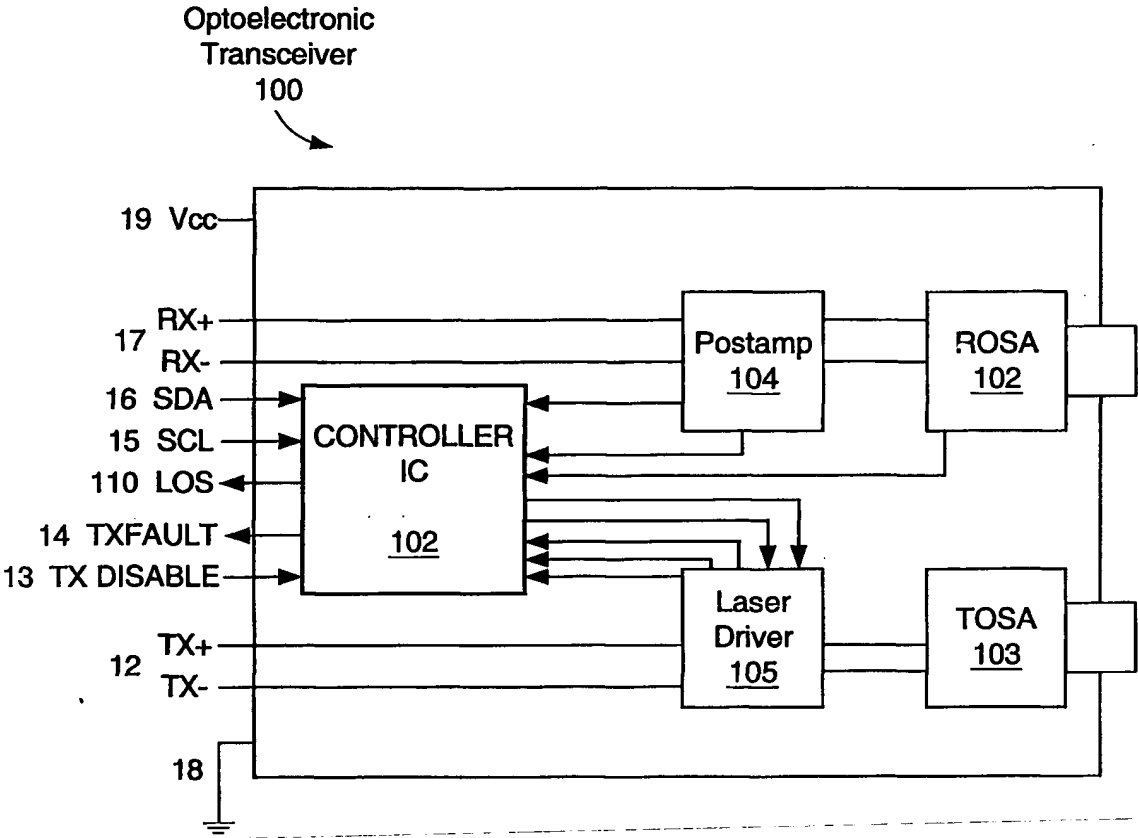 Optoelectronic
Transceiver
100
19 Vcc
17
RX+
RX-
16 SDA
15 SCL
110 LOS
14 TXFAULT
13 TX DISABLE
12
TX+
TX-
18
CONTROLLER
IC
102
Postamp
104
ROSA
102
Laser
Driver
105
TOSA
103